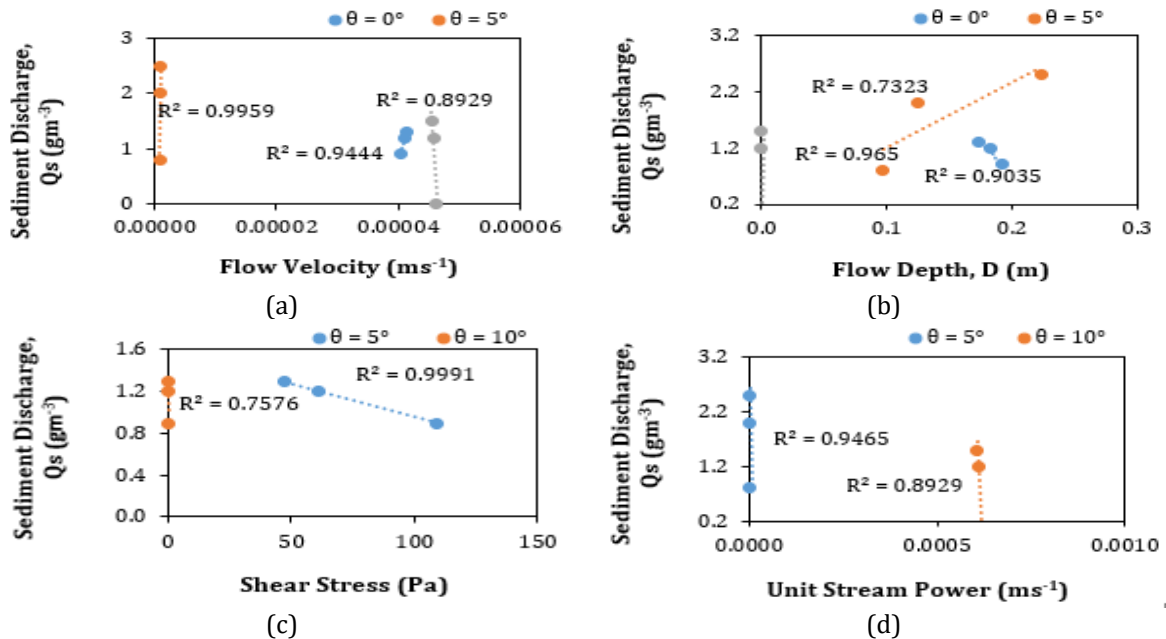 θ = 0° θ = 5°
Sediment Discharge,
Qs (gm⁻³)
3
2
1
0
R² = 0.9959
R² = 0.8929
R² = 0.9444
0.00000 0.00002 0.00004 0.00006
Flow Velocity (ms⁻¹)
(a)
θ = 0° θ = 5°
Sediment Discharge,
Qs (gm⁻³)
3.2
2.2
1.2
0.2
R² = 0.7323
R² = 0.965
R² = 0.9035
0.0 0.1 0.2 0.3
Flow Depth, D (m)
(b)
θ = 5° θ = 10°
Sediment Discharge,
Qs (gm⁻³)
1.6
1.2
0.8
0.4
0.0
R² = 0.9991
R² = 0.7576
0 50 100 150
Shear Stress (Pa)
(c)
θ = 5° θ = 10°
Sediment Discharge,
Qs (gm⁻³)
3.2
2.2
1.2
0.2
R² = 0.9465
R² = 0.8929
0.0000 0.0005 0.0010
Unit Stream Power (ms⁻¹)
(d)